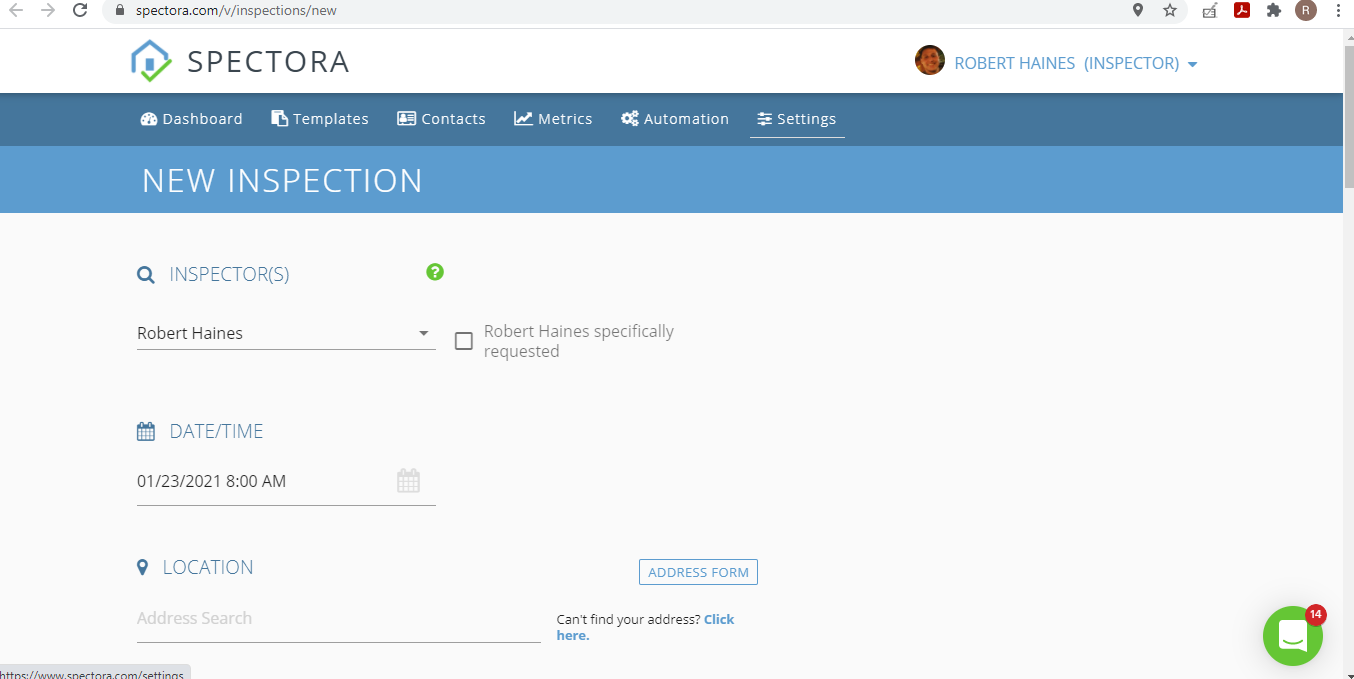 spectora.com/v/inspections/new
R
SPECTORA
ROBERT HAINES (INSPECTOR)
Dashboard Templates Contacts Metrics Automation Settings
NEW INSPECTION
INSPECTOR(S) ?
Robert Haines
Robert Haines specifically
requested
DATE/TIME
01/23/2021 8:00 AM
LOCATION
ADDRESS FORM
Address Search
Can't find your address? Click
here.
14
https://www.spectora.com/settings